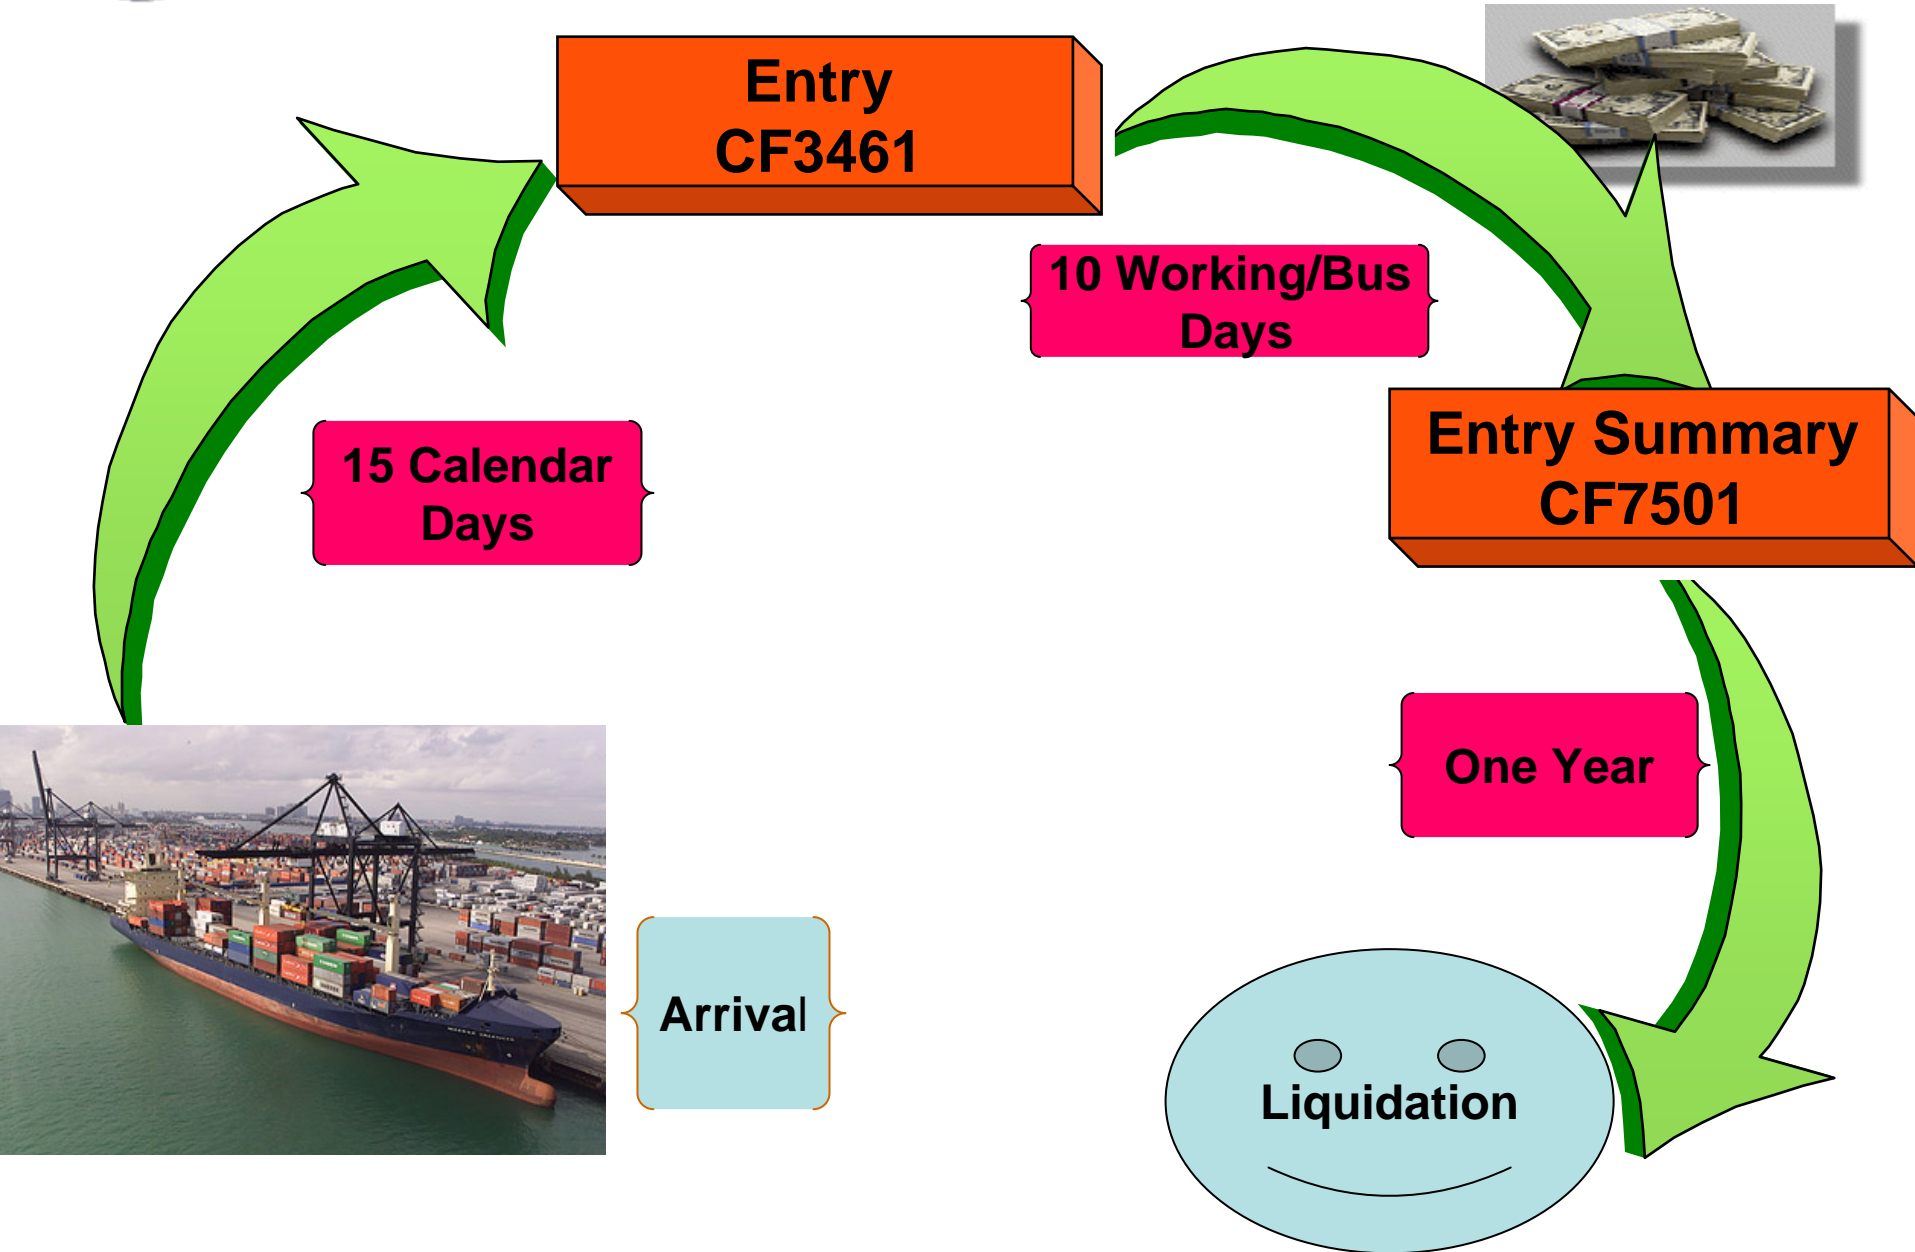 Entry
CF3461
10 Working/Bus
Days
Entry Summary
CF7501
15 Calendar
Days
One Year
Arrival
Liquidation